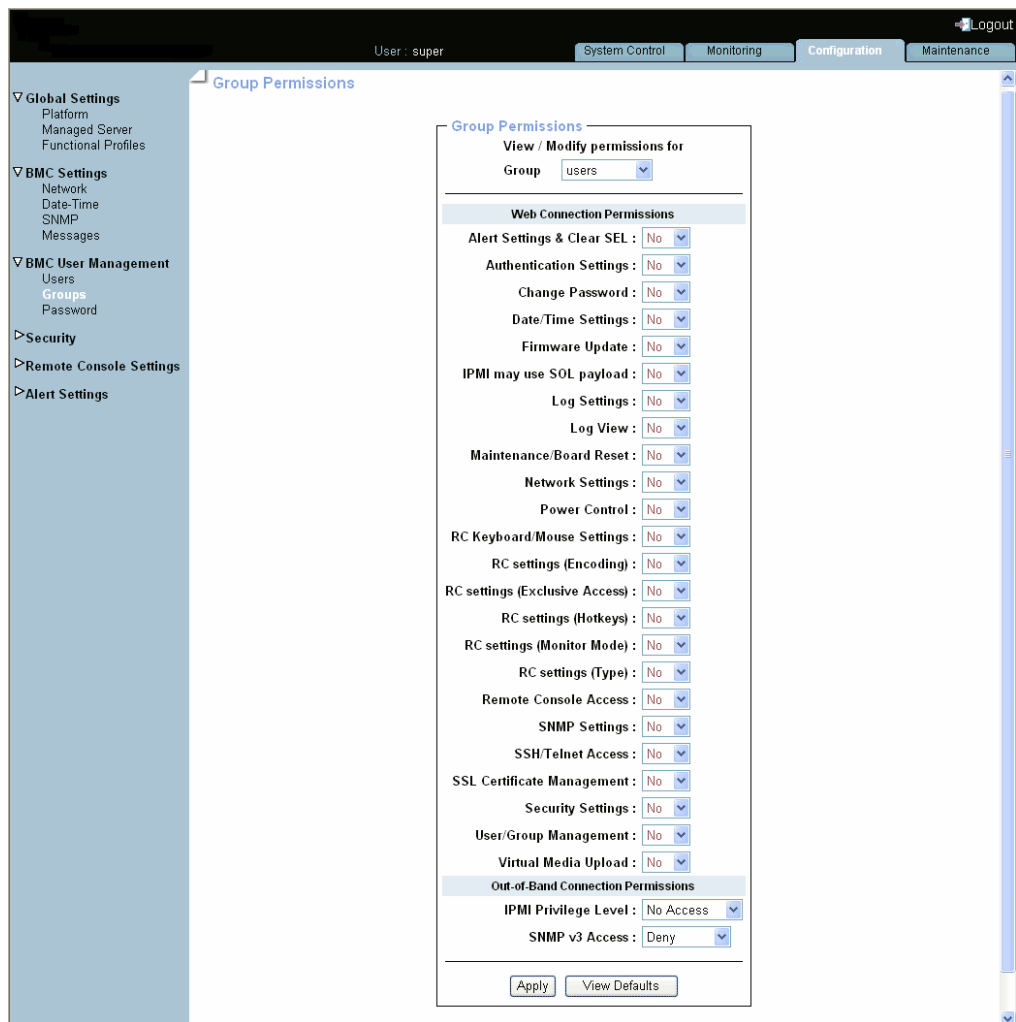 Logout
User : super
System Control
Monitoring
Configuration
Maintenance
Global Settings
Platform
Managed Server
Functional Profiles
BMC Settings
Network
Date-Time
SNMP
Messages
BMC User Management
Users
Groups
Password
Security
Remote Console Settings
Alert Settings
Group Permissions
Group Permissions
View / Modify permissions for
Group users
Web Connection Permissions
Alert Settings & Clear SEL : No
Authentication Settings : No
Change Password : No
Date/Time Settings : No
Firmware Update : No
IPMI may use SOL payload : No
Log Settings : No
Log View : No
Maintenance/Board Reset : No
Network Settings : No
Power Control : No
RC Keyboard/Mouse Settings : No
RC settings (Encoding) : No
RC settings (Exclusive Access) : No
RC settings (Hotkeys) : No
RC settings (Monitor Mode) : No
RC settings (Type) : No
Remote Console Access : No
SNMP Settings : No
SSH/Telnet Access : No
SSL Certificate Management : No
Security Settings : No
User/Group Management : No
Virtual Media Upload : No
Out-of-Band Connection Permissions
IPMI Privilege Level : No Access
SNMP v3 Access : Deny
Apply View Defaults